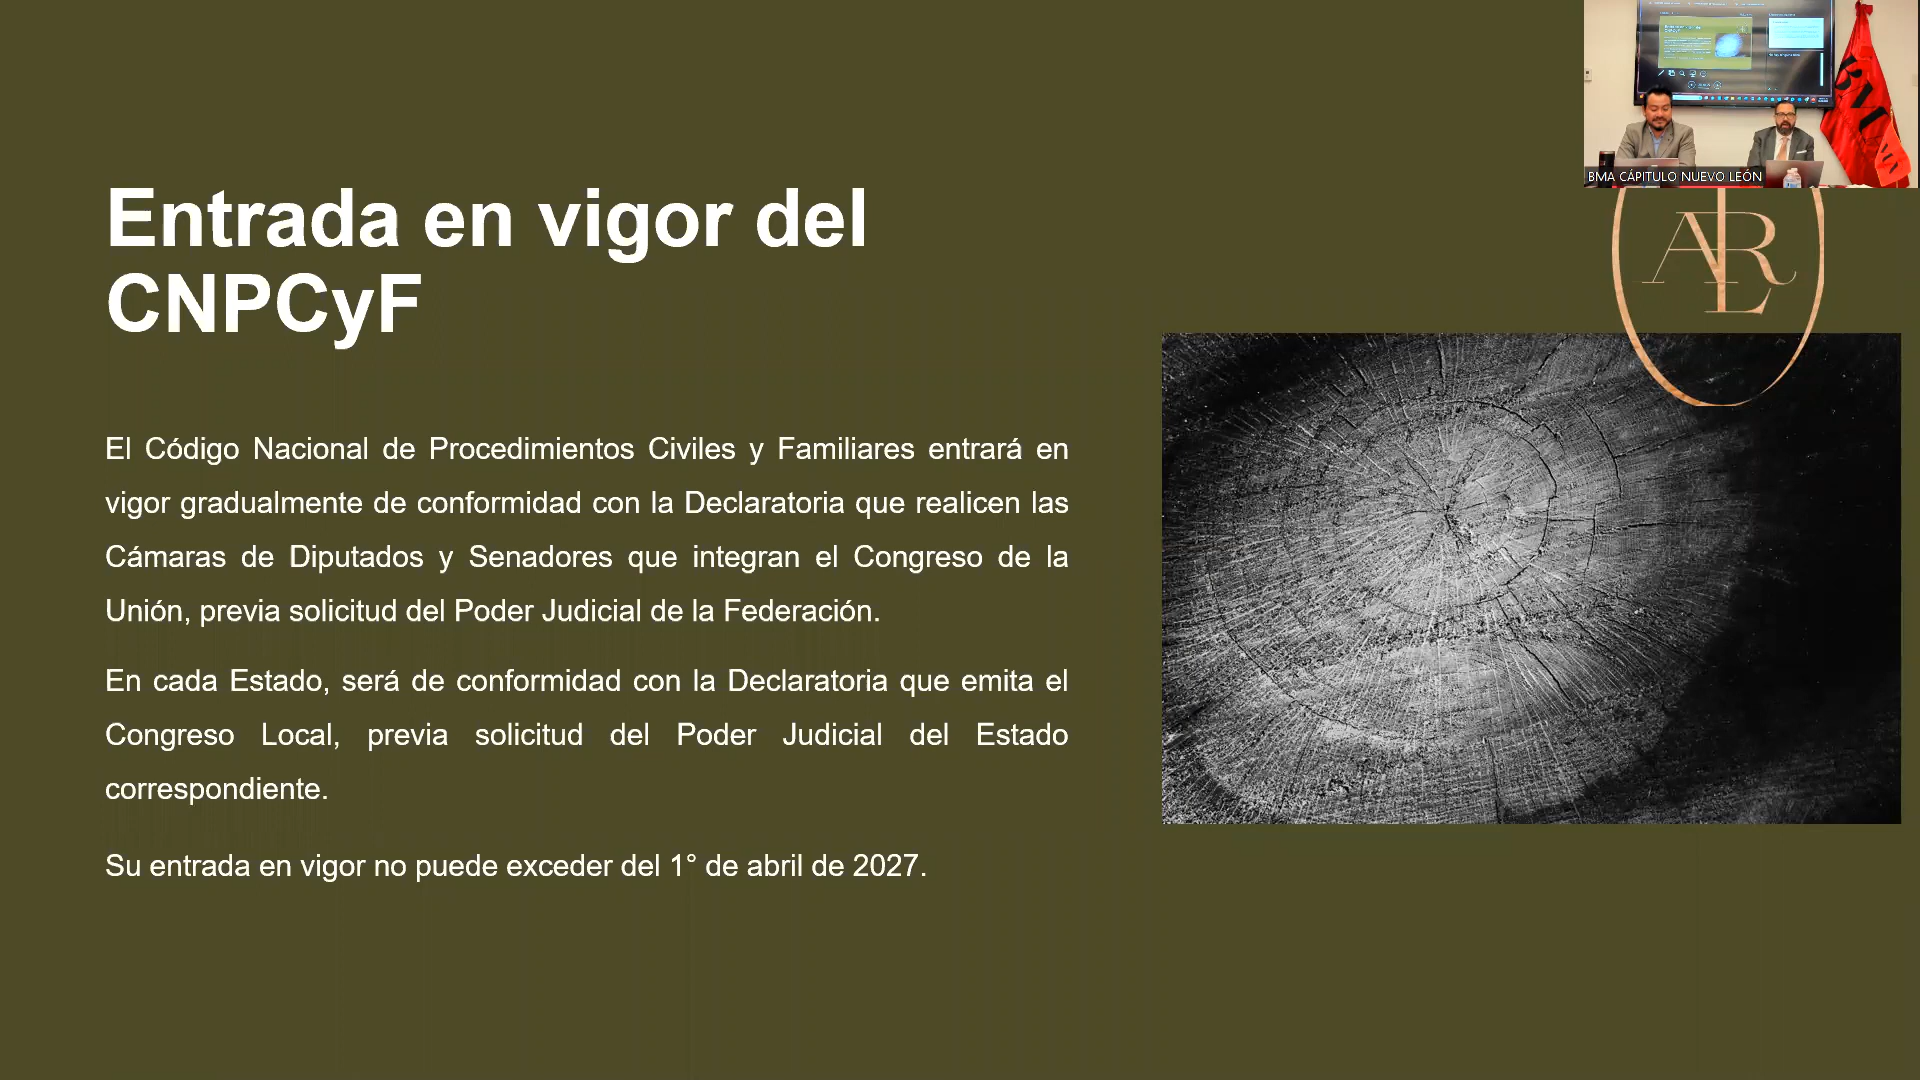 Entrada en vigor del
CNPCyF
El Código Nacional de Procedimientos Civiles y Familiares entrará en
vigor gradualmente de conformidad con la Declaratoria que realicen las
Cámaras de Diputados y Senadores que integran el Congreso de la
Unión, previa solicitud del Poder Judicial de la Federación.
En cada Estado, será de conformidad con la Declaratoria que emita el
Congreso Local, previa solicitud del Poder Judicial del Estado
correspondiente.
Su entrada en vigor no puede exceder del 1° de abril de 2027.
BMA CÁPITULO NUEVO LEÓN
BMA
ARL